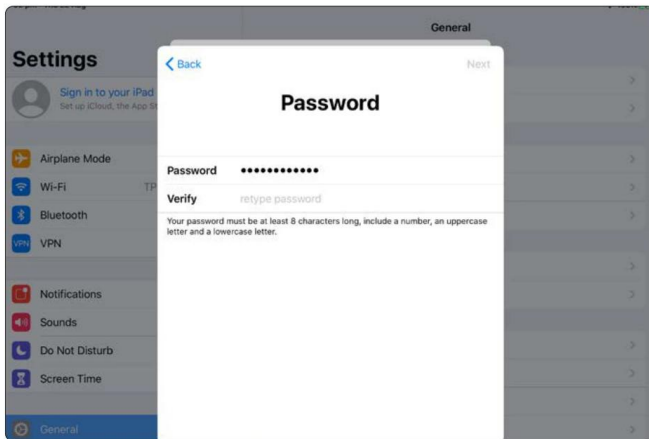 General
Settings
Back
Next
Password
Sign in to your iPad
Set up iCloud, the App St
Airplane Mode
Password ●●●●●●●●●●●●
Wi-Fi TP
Verify retype password
Bluetooth
Your password must be at least 8 characters long, include a number, an uppercase
letter and a lowercase letter.
VPN VPN
Notifications
Sounds
Do Not Disturb
Screen Time
General